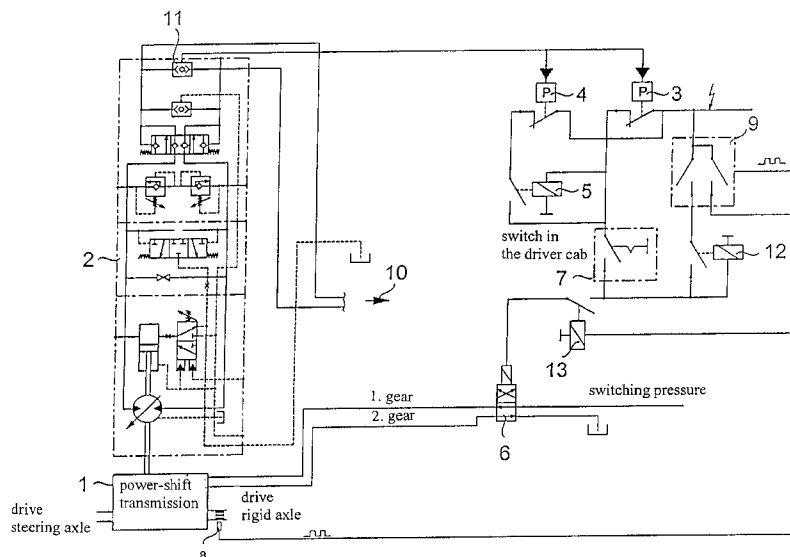 11
P
4
P
3
9
5
switch in
the driver cab
7
12
2
10
13
1. gear
switching pressure
2. gear
6
1
power-shift
transmission
drive
rigid axle
drive
steering axle
8